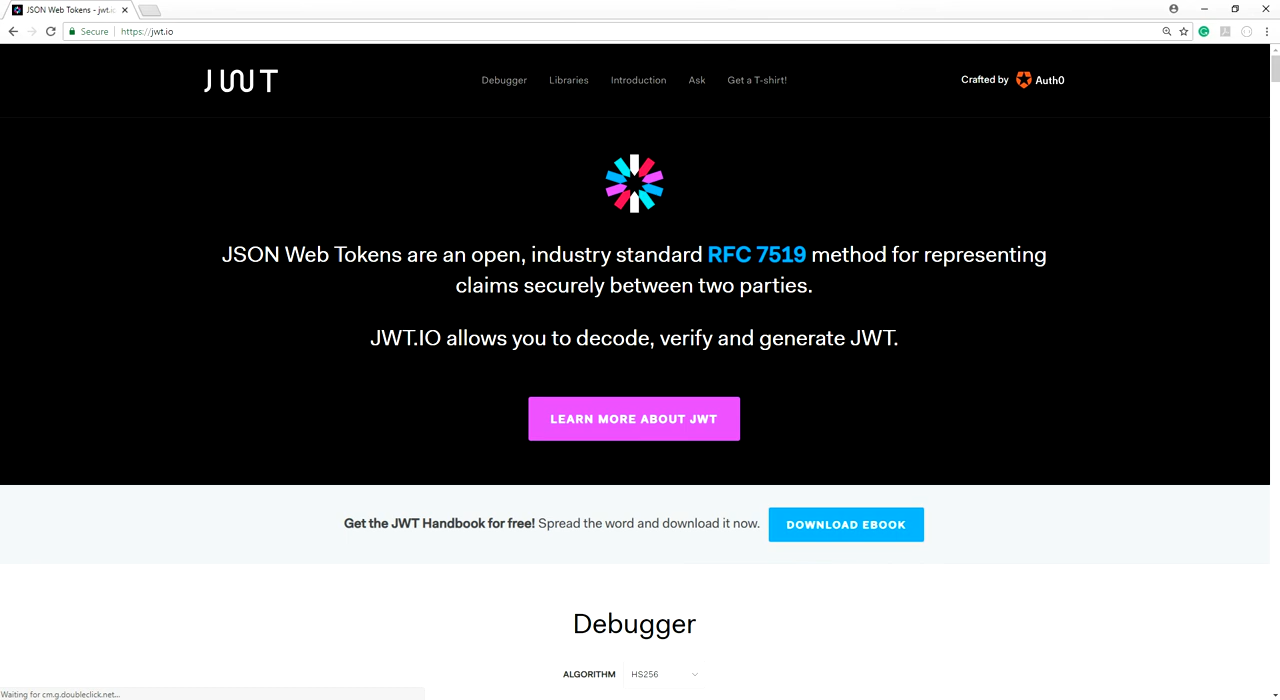 JSON Web Tokens - jwt.io
Secure https://jwt.io
JWT
Debugger Libraries Introduction Ask Get a T-shirt!
Crafted by Auth0
JSON Web Tokens are an open, industry standard RFC 7519 method for representing
claims securely between two parties.
JWT.IO allows you to decode, verify and generate JWT.
LEARN MORE ABOUT JWT
Get the JWT Handbook for free! Spread the word and download it now.
DOWNLOAD EBOOK
Debugger
ALGORITHM HS256
Waiting for cm.g.doubleclick.net...